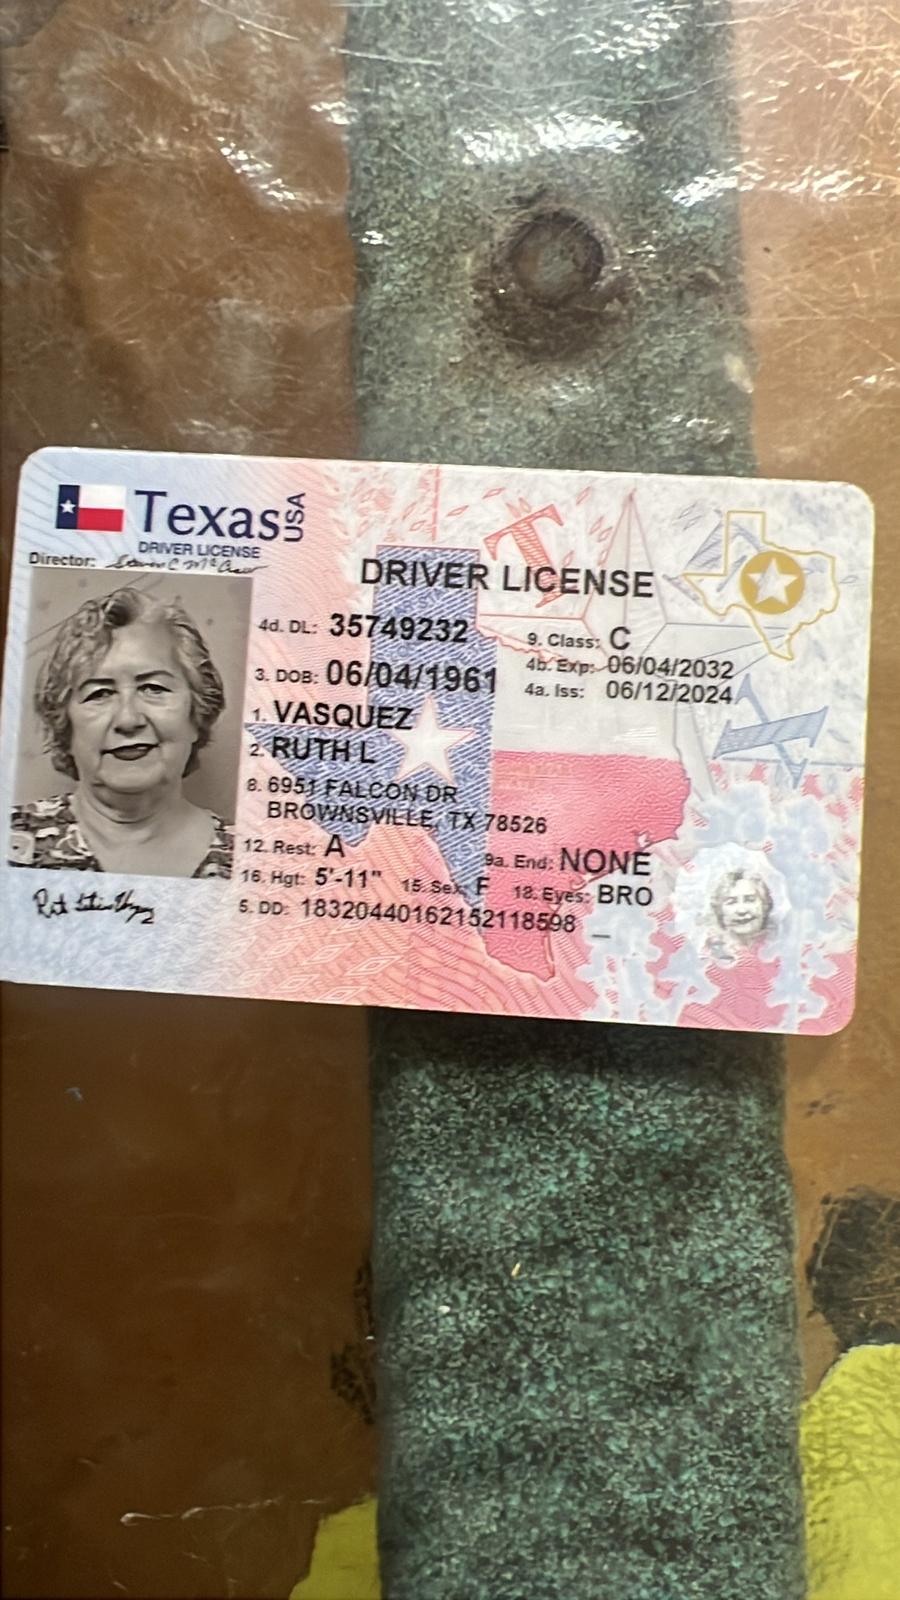 Texas USA
DRIVER LICENSE
Director:
DRIVER LICENSE
4d. DL: 35749232
9. Class: C
3. DOB: 06/04/1961
4b. Exp: 06/04/2032
4a. Iss: 06/12/2024
1. VASQUEZ
2. RUTH L
8. 6951 FALCON DR
BROWNSVILLE, TX 78526
12. Rest: A
9a. End: NONE
16. Hgt: 5'-11" 15. Sex: F 18. Eyes: BRO
5. DD: 18320440162152118598